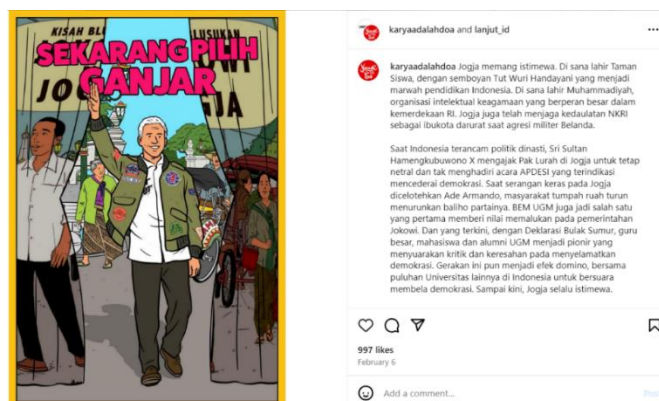 KISAH BLUSUKAN
SEKARANG PILIH
GANJAR
karyaadalahdoa and lanjut_id
karyaadalahdoa Jogja memang istimewa. Di sana lahir Taman
Siswa, dengan semboyan Tut Wuri Handayani yang menjadi
marwah pendidikan Indonesia. Di sana lahir Muhammadiyah,
organisasi intelektual keagamaan yang berperan besar dalam
kemerdekaan RI. Jogja juga telah menjaga kedaulatan NKRI
sebagai ibukota darurat saat agresi militer Belanda.
Saat Indonesia terancam politik dinasti, Sri Sultan
Hamengkubuwono X mengajak Pak Lurah di Jogja untuk tetap
netral dan tak menghadiri acara APDESI yang terindikasi
mencederai demokrasi. Saat serangan keras pada Jogja
dicelotehkan Ade Armando, masyarakat tumpah ruah turun
menurunkan baliho partainya. BEM UGM juga jadi salah satu
yang pertama memberi nilai memalukan pada pemerintahan
Jokowi. Dan yang terkini, dengan Deklarasi Bulak Sumur, guru
besar, mahasiswa dan alumni UGM menjadi pionir yang
menyuarakan kritik dan keresahan pada menyelamatkan
demokrasi. Gerakan ini pun menjadi efek domino, bersama
puluhan Universitas lainnya di Indonesia untuk bersuara
membela demokrasi. Sampai kini, Jogja selalu istimewa.
997 likes
February 6
Add a comment...
Post